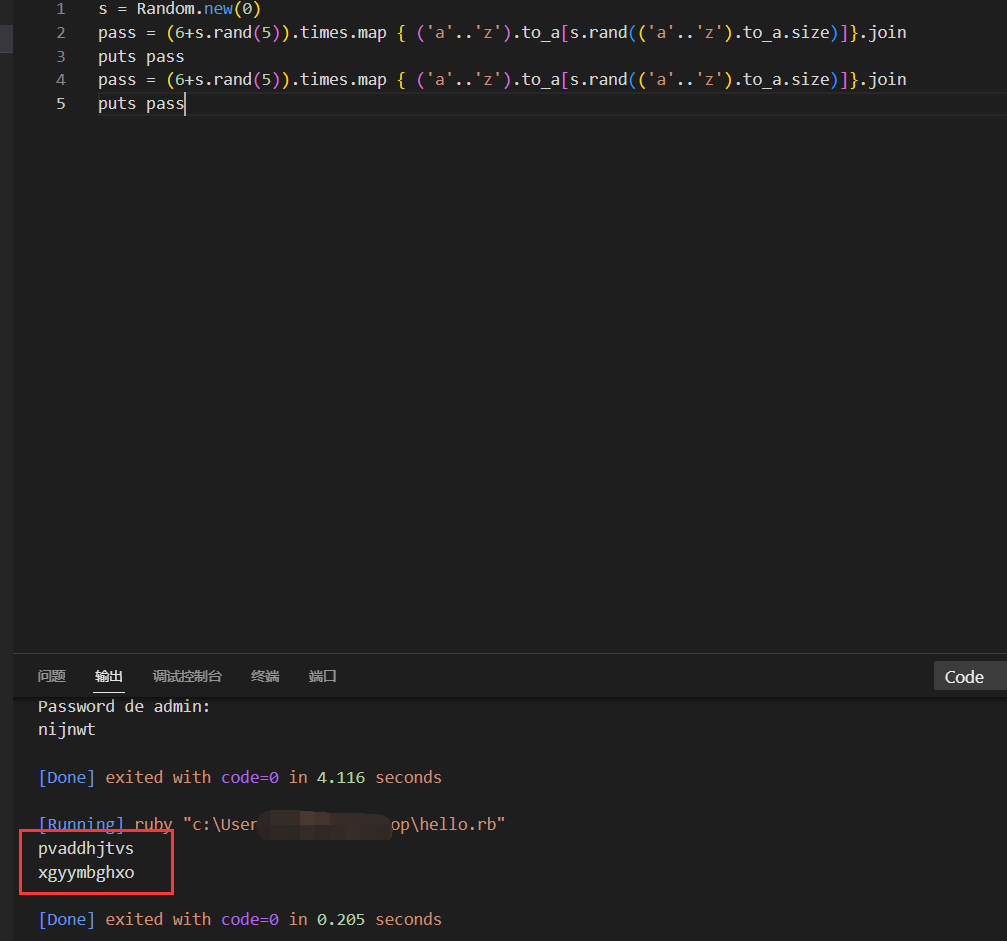 1 s = Random.new(0)
2 pass = (6+s.rand(5)).times.map { ('a'..'z').to_a[s.rand(('a'..'z').to_a.size)]}.join
3 puts pass
4 pass = (6+s.rand(5)).times.map { ('a'..'z').to_a[s.rand(('a'..'z').to_a.size)]}.join
5 puts pass
问题 输出 调试控制台 终端 端口 Code
Password de admin:
nijnwt
[Done] exited with code=0 in 4.116 seconds
[Running] ruby "c:\User op\hello.rb"
pvaddhjtvs
xgyymbghxo
[Done] exited with code=0 in 0.205 seconds